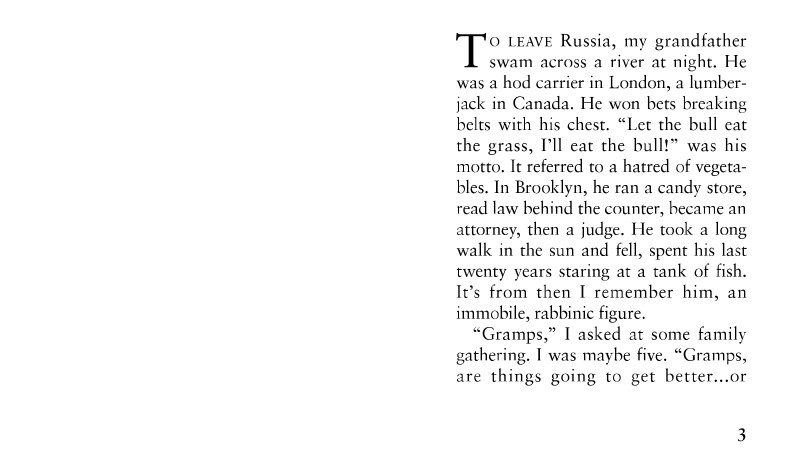 TO LEAVE Russia, my grandfather
swam across a river at night. He
was a hod carrier in London, a lumber-
jack in Canada. He won bets breaking
belts with his chest. “Let the bull eat
the grass, I’ll eat the bull!” was his
motto. It referred to a hatred of vegeta-
bles. In Brooklyn, he ran a candy store,
read law behind the counter, became an
attorney, then a judge. He took a long
walk in the sun and fell, spent his last
twenty years staring at a tank of fish.
It’s from then I remember him, an
immobile, rabbinic figure.
“Gramps,” I asked at some family
gathering. I was maybe five. “Gramps,
are things going to get better...or
3